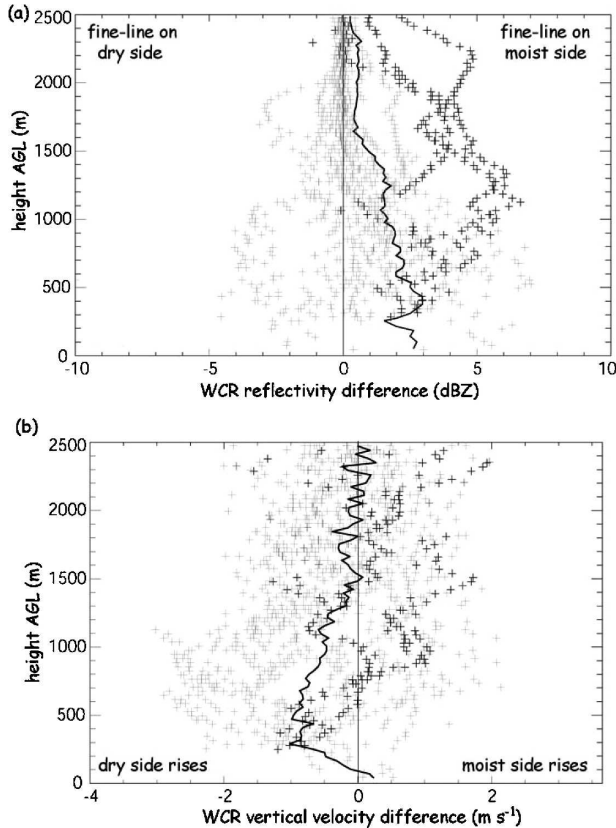 (a)
fine-line on
dry side
fine-line on
moist side
height AGL (m)
2500
2000
1500
1000
500
0
-10 -5 0 5 10
WCR reflectivity difference (dBZ)
(b)
height AGL (m)
2500
2000
1500
1000
500
0
dry side rises
moist side rises
-4 -2 0 2
WCR vertical velocity difference (m s⁻¹)